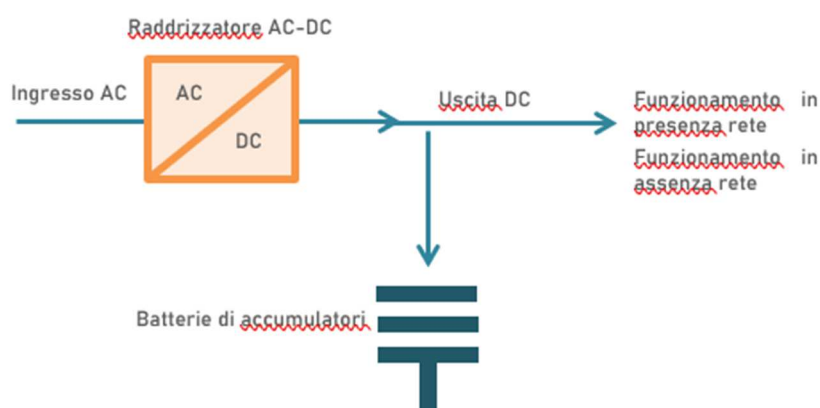 Raddrizzatore AC-DC
Ingresso AC
AC
DC
Uscita DC
Funzionamento in
presenza rete
Funzionamento in
assenza rete
Batterie di accumulatori